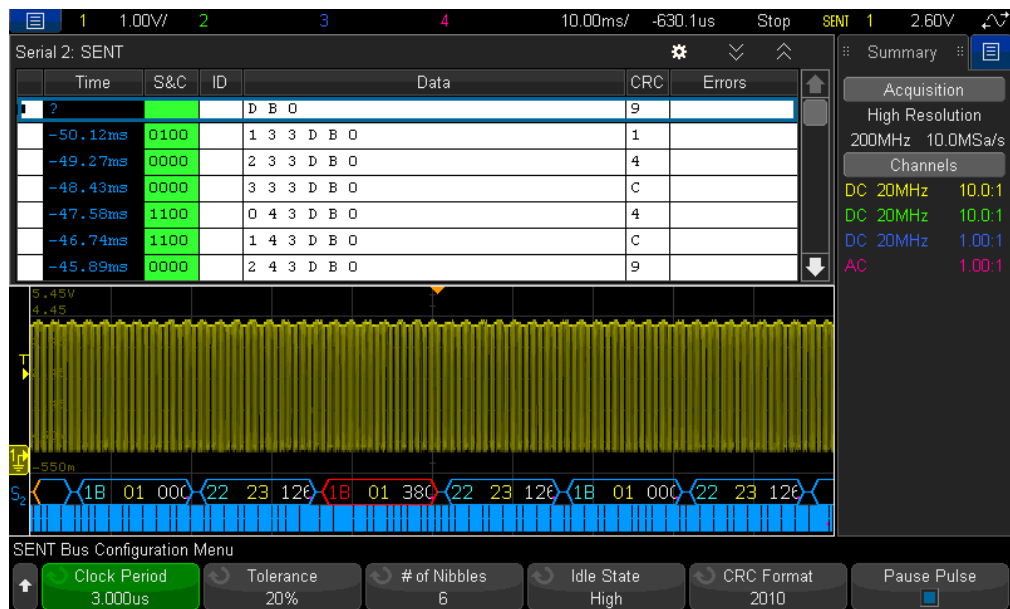 1 1.00V/ 2 3 4 10.00ms/ -630.1us Stop SENT 1 2.60V
Serial 2: SENT
Time S&C ID Data CRC Errors
? D B 0 9
-50.12ms 0100 1 3 3 D B 0 1
-49.27ms 0000 2 3 3 D B 0 4
-48.43ms 0000 3 3 3 D B 0 C
-47.58ms 1100 0 4 3 D B 0 4
-46.74ms 1100 1 4 3 D B 0 C
-45.89ms 0000 2 4 3 D B 0 9
Summary
Acquisition
High Resolution
200MHz 10.0MSa/s
Channels
DC 20MHz 10.0:1
DC 20MHz 10.0:1
DC 20MHz 1.00:1
AC 1.00:1
5.45V
4.45
T
1
-550m
S2 1B 01 000 22 23 126 1B 01 380 22 23 126 1B 01 000 22 23 126
SENT Bus Configuration Menu
Clock Period
3.000us
Tolerance
20%
# of Nibbles
6
Idle State
High
CRC Format
2010
Pause Pulse